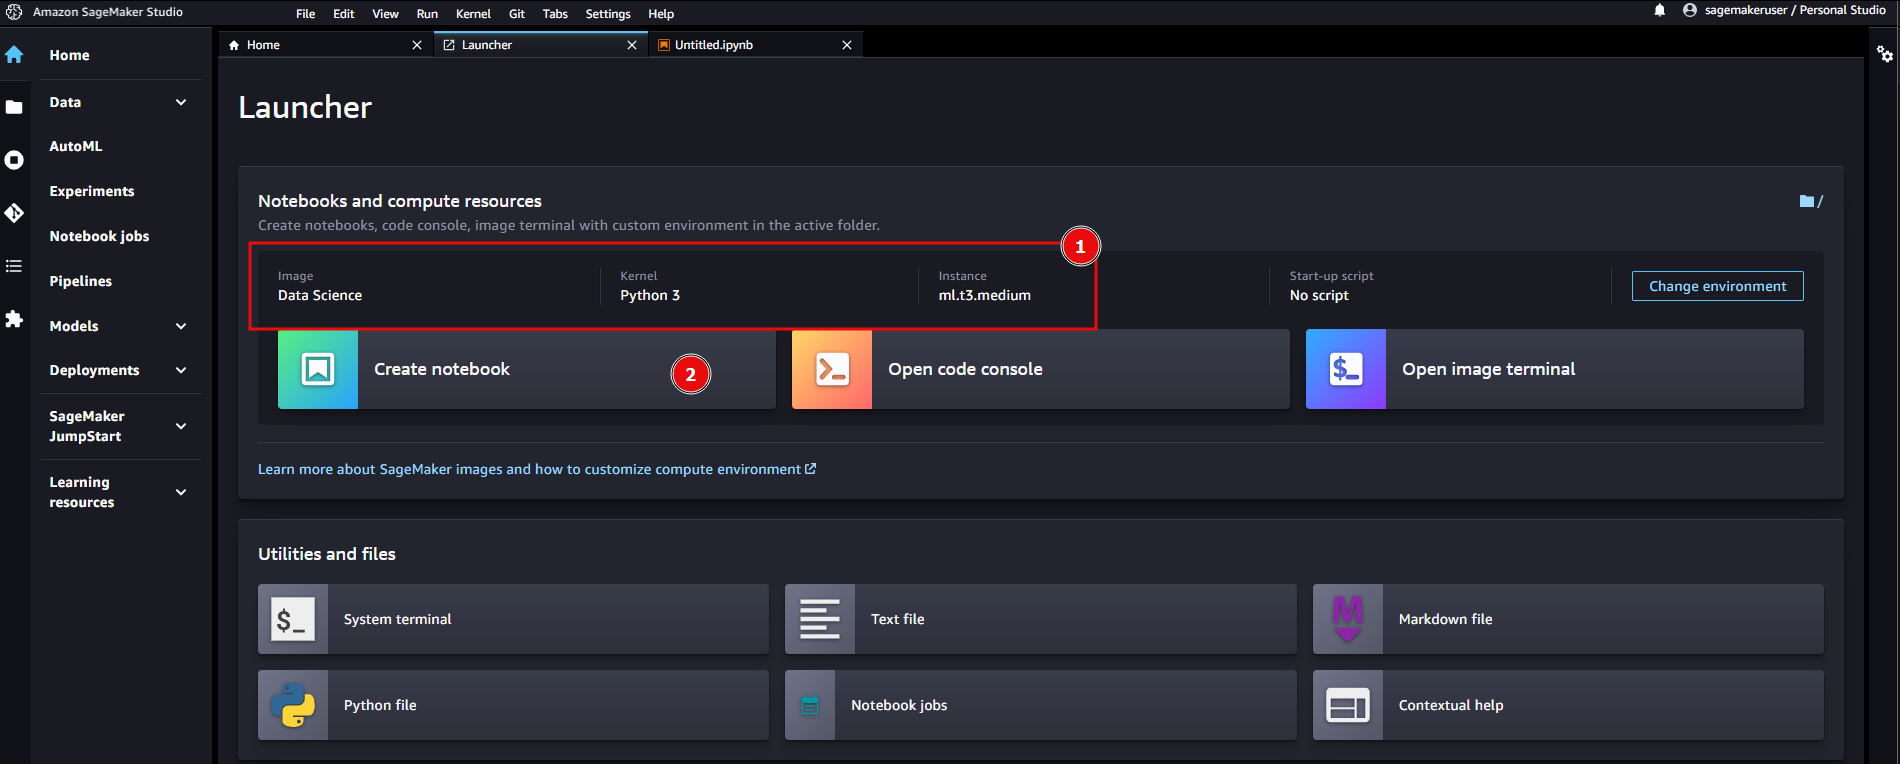 Amazon SageMaker Studio
File Edit View Run Kernel Git Tabs Settings Help
sagemakeruser / Personal Studio
Home
Data
AutoML
Experiments
Notebook jobs
Pipelines
Models
Deployments
SageMaker
JumpStart
Learning
resources
Home
Launcher
Untitled.ipynb
Launcher
Notebooks and compute resources
/
Create notebooks, code console, image terminal with custom environment in the active folder.
1
Image
Data Science
Kernel
Python 3
Instance
ml.t3.medium
Start-up script
No script
Change environment
Create notebook
2
Open code console
$_
Open image terminal
Learn more about SageMaker images and how to customize compute environment
Utilities and files
$_
System terminal
Text file
M
Markdown file
Python file
Notebook jobs
Contextual help